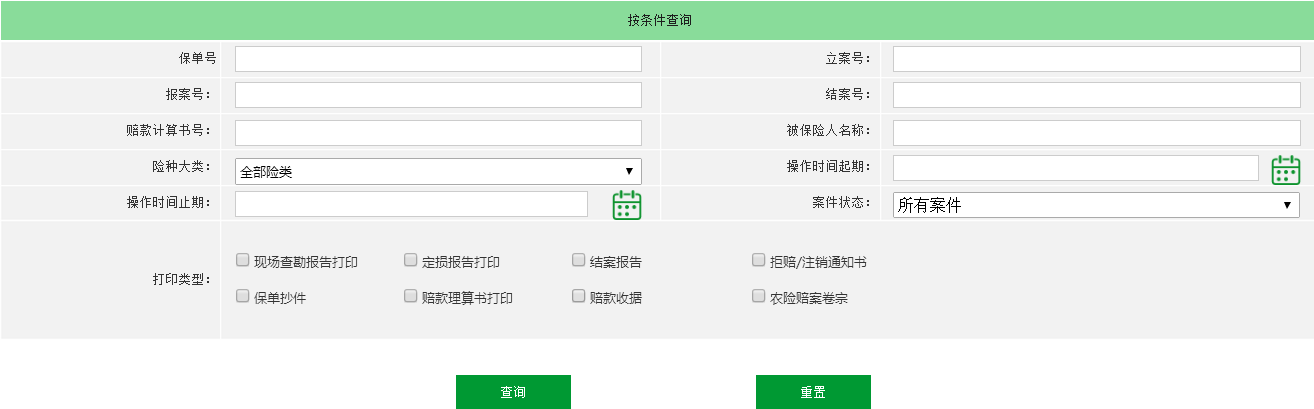 按条件查询
保单号 立案号：
报案号： 结案号：
赔款计算书号： 被保险人名称：
险种大类： 全部险类 操作时间起期：
操作时间止期： 案件状态： 所有案件
打印类型：
现场查勘报告打印 定损报告打印 结案报告 拒赔/注销通知书
保单抄件 赔款理算书打印 赔款收据 农险赔案卷宗
查询 重置